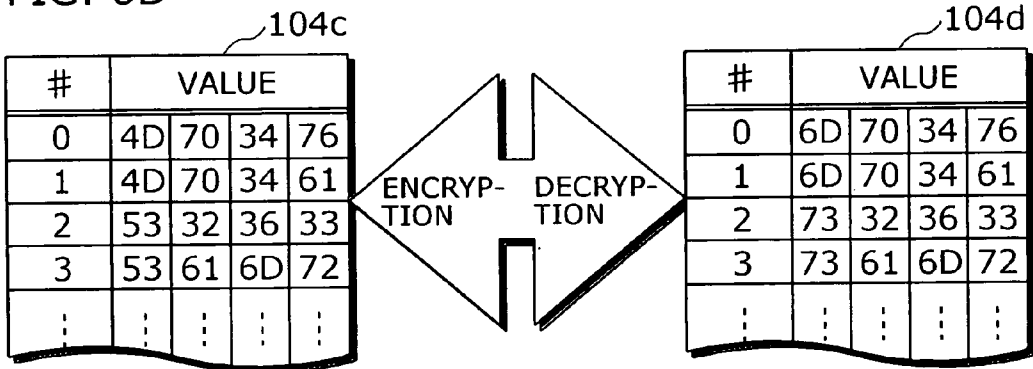 104c
# VALUE
0 4D 70 34 76
1 4D 70 34 61
2 53 32 36 33
3 53 61 6D 72
ENCRYP-
TION
DECRYP-
TION
104d
# VALUE
0 6D 70 34 76
1 6D 70 34 61
2 73 32 36 33
3 73 61 6D 72